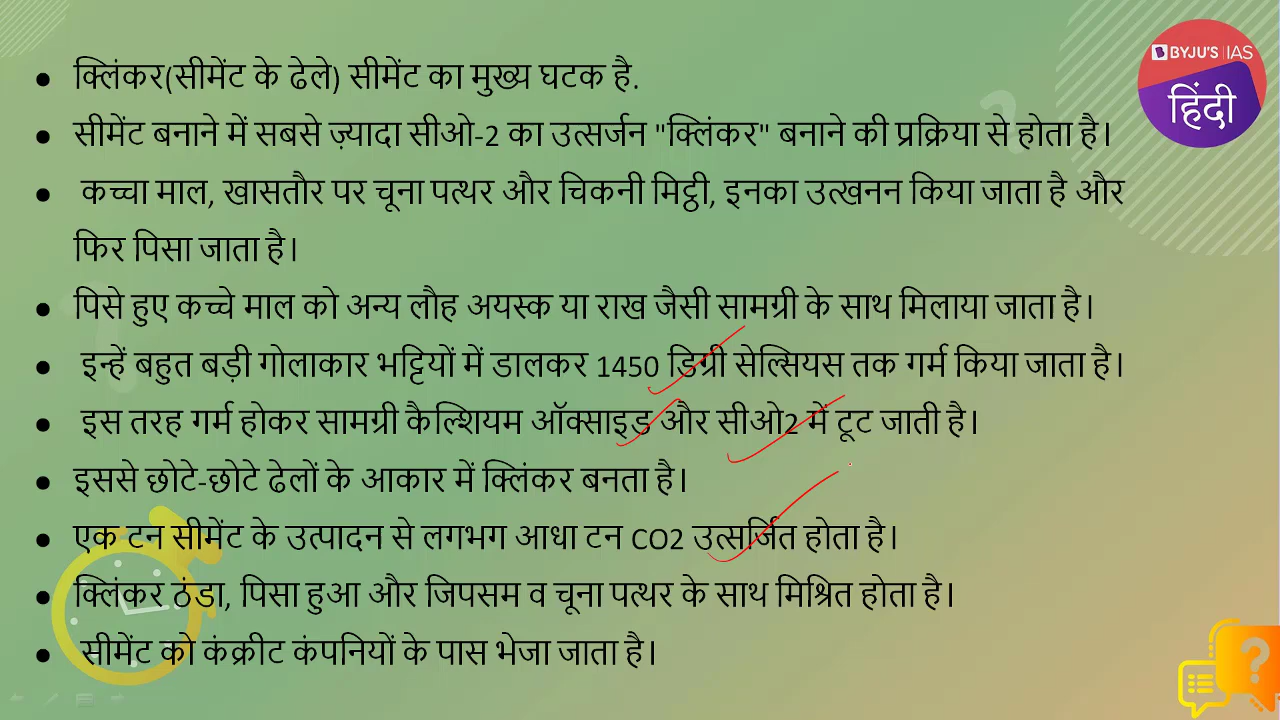 BYJU'S IAS
हिंदी
• क्लिंकर(सीमेंट के ढेले) सीमेंट का मुख्य घटक है.
• सीमेंट बनाने में सबसे ज़्यादा सीओ-2 का उत्सर्जन "क्लिंकर" बनाने की प्रक्रिया से होता है।
• कच्चा माल, खासतौर पर चूना पत्थर और चिकनी मिट्टी, इनका उत्खनन किया जाता है और
फिर पिसा जाता है।
• पिसे हुए कच्चे माल को अन्य लौह अयस्क या राख जैसी सामग्री के साथ मिलाया जाता है।
• इन्हें बहुत बड़ी गोलाकार भट्टियों में डालकर 1450 डिग्री सेल्सियस तक गर्म किया जाता है।
• इस तरह गर्म होकर सामग्री कैल्शियम ऑक्साइड और सीओ2 में टूट जाती है।
• इससे छोटे-छोटे ढेलों के आकार में क्लिंकर बनता है।
• एक टन सीमेंट के उत्पादन से लगभग आधा टन CO2 उत्सर्जित होता है।
• क्लिंकर ठंडा, पिसा हुआ और जिपसम व चूना पत्थर के साथ मिश्रित होता है।
• सीमेंट को कंक्रीट कंपनियों के पास भेजा जाता है।